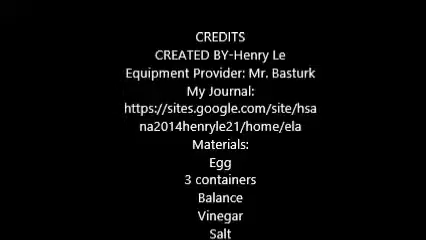 CREDITS
CREATED BY-Henry Le
Equipment Provider: Mr. Basturk
My Journal:
https://sites.google.com/site/hsa
na2014henryle21/home/ela
Materials:
Egg
3 containers
Balance
Vinegar
Salt